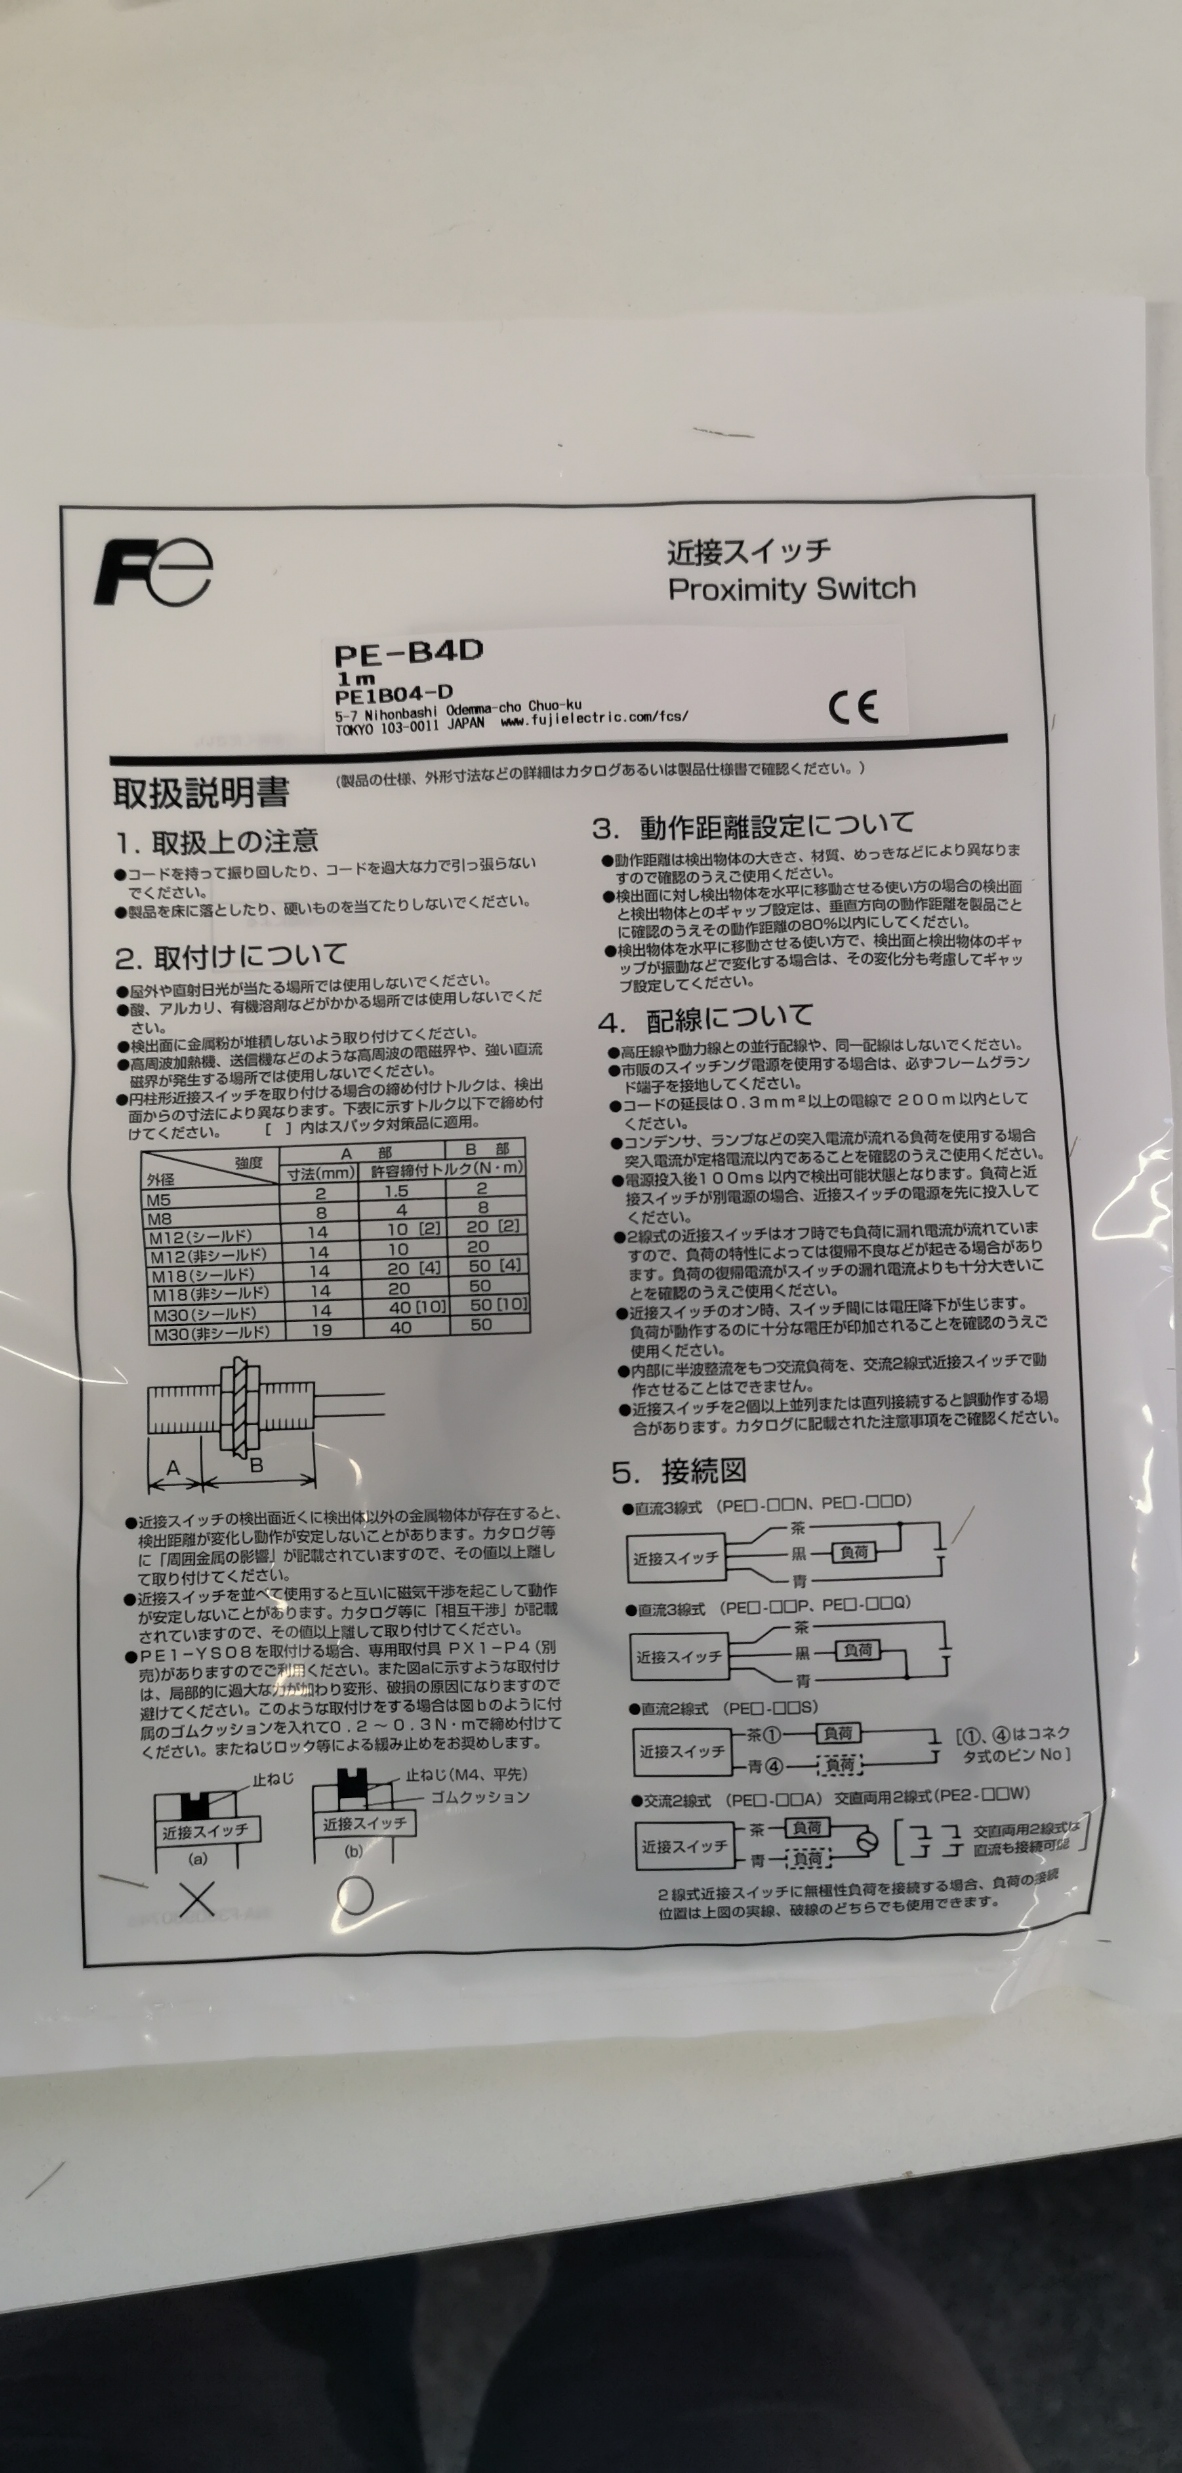 Fe
近接スイッチ
Proximity Switch
PE-B4D
1m
PE1B04-D
5-7 Nihonbashi Odemma-cho Chuo-ku
TOKYO 103-0011 JAPAN www.fujielectric.com/fcs/
CE
取扱説明書
（製品の仕様、外形寸法などの詳細はカタログあるいは製品仕様書で確認ください。）
1. 取扱上の注意
●コードを持って振り回したり、コードを過大な力で引っ張らない
でください。
●製品を床に落としたり、硬いものを当てたりしないでください。
2. 取付けについて
●屋外や直射日光が当たる場所では使用しないでください。
●酸、アルカリ、有機溶剤などがかかる場所では使用しないでくだ
さい。
●検出面に金属粉が堆積しないよう取り付けてください。
●高周波加熱機、送信機などのような高周波の電磁界や、強い直流
磁界が発生する場所では使用しないでください。
●円柱形近接スイッチを取り付ける場合の締め付けトルクは、検出
面からの寸法により異なります。下表に示すトルク以下で締め付
けてください。 [ ] 内はスパッタ対策品に適用。
強度 A 部 B 部
外径 寸法(mm) 許容締付トルク(N・m)
M5 2 1.5 2
M8 8 4 8
M12(シールド) 14 10 [2] 20 [2]
M12(非シールド) 14 10 20
M18(シールド) 14 20 [4] 50 [4]
M18(非シールド) 14 20 50
M30(シールド) 14 40 [10] 50 [10]
M30(非シールド) 19 40 50
A B
●近接スイッチの検出面近くに検出体以外の金属物体が存在すると、
検出距離が変化し動作が安定しないことがあります。カタログ等
に「周囲金属の影響」が記載されていますので、その値以上離し
て取り付けてください。
●近接スイッチを並べて使用すると互いに磁気干渉を起こして動作
が安定しないことがあります。カタログ等に「相互干渉」が記載
されていますので、その値以上離して取り付けてください。
●PE1-YS08を取付ける場合、専用取付具 PX1-P4(別
売)がありますのでご利用ください。また図aに示すような取付け
は、局部的に過大な力が加わり変形、破損の原因になりますので
避けてください。このような取付けをする場合は図bのように付
属のゴムクッションを入れて0.2～0.3N・mで締め付けて
ください。またねじロック等による緩み止めをお奨めします。
止ねじ
近接スイッチ
(a)
止ねじ(M4、平先)
ゴムクッション
近接スイッチ
(b)
3. 動作距離設定について
●動作距離は検出物体の大きさ、材質、めっきなどにより異なりま
すので確認のうえご使用ください。
●検出面に対し検出物体を水平に移動させる使い方の場合の検出面
と検出物体とのギャップ設定は、垂直方向の動作距離を製品ごと
に確認のうえその動作距離の80%以内にしてください。
●検出物体を水平に移動させる使い方で、検出面と検出物体のギャ
ップが振動などで変化する場合は、その変化分も考慮してギャッ
プ設定してください。
4. 配線について
●高圧線や動力線との並行配線や、同一配線はしないでください。
●市販のスイッチング電源を使用する場合は、必ずフレームグラン
ド端子を接地してください。
●コードの延長は0.3mm²以上の電線で200m以内として
ください。
●コンデンサ、ランプなどの突入電流が流れる負荷を使用する場合
突入電流が定格電流以内であることを確認のうえご使用ください。
●電源投入後100ms以内で検出可能状態となります。負荷と近
接スイッチが別電源の場合、近接スイッチの電源を先に投入して
ください。
●2線式の近接スイッチはオフ時でも負荷に漏れ電流が流れていま
すので、負荷の特性によっては復帰不良などが起きる場合があり
ます。負荷の復帰電流がスイッチの漏れ電流よりも十分大きいこ
とを確認のうえご使用ください。
●近接スイッチのオン時、スイッチ間には電圧降下が生じます。
負荷が動作するのに十分な電圧が印加されることを確認のうえご
使用ください。
●内部に半波整流をもつ交流負荷を、交流2線式近接スイッチで動
作させることはできません。
●近接スイッチを2個以上並列または直列接続すると誤動作する場
合があります。カタログに記載された注意事項をご確認ください。
5. 接続図
●直流3線式 (PE□-□□N、PE□-□□D)
近接スイッチ 茶 黒 青 負荷
●直流3線式 (PE□-□□P、PE□-□□Q)
近接スイッチ 茶 黒 青 負荷
●直流2線式 (PE□-□□S)
近接スイッチ 茶① 負荷 青④ 負荷
[①、④はコネク
タ式のピンNo]
●交流2線式 (PE□-□□A) 交直両用2線式(PE2-□□W)
近接スイッチ 茶 負荷 青 負荷
交直両用2線式は
直流も接続可能
2線式近接スイッチに無極性負荷を接続する場合、負荷の接続
位置は上図の実線、破線のどちらでも使用できます。